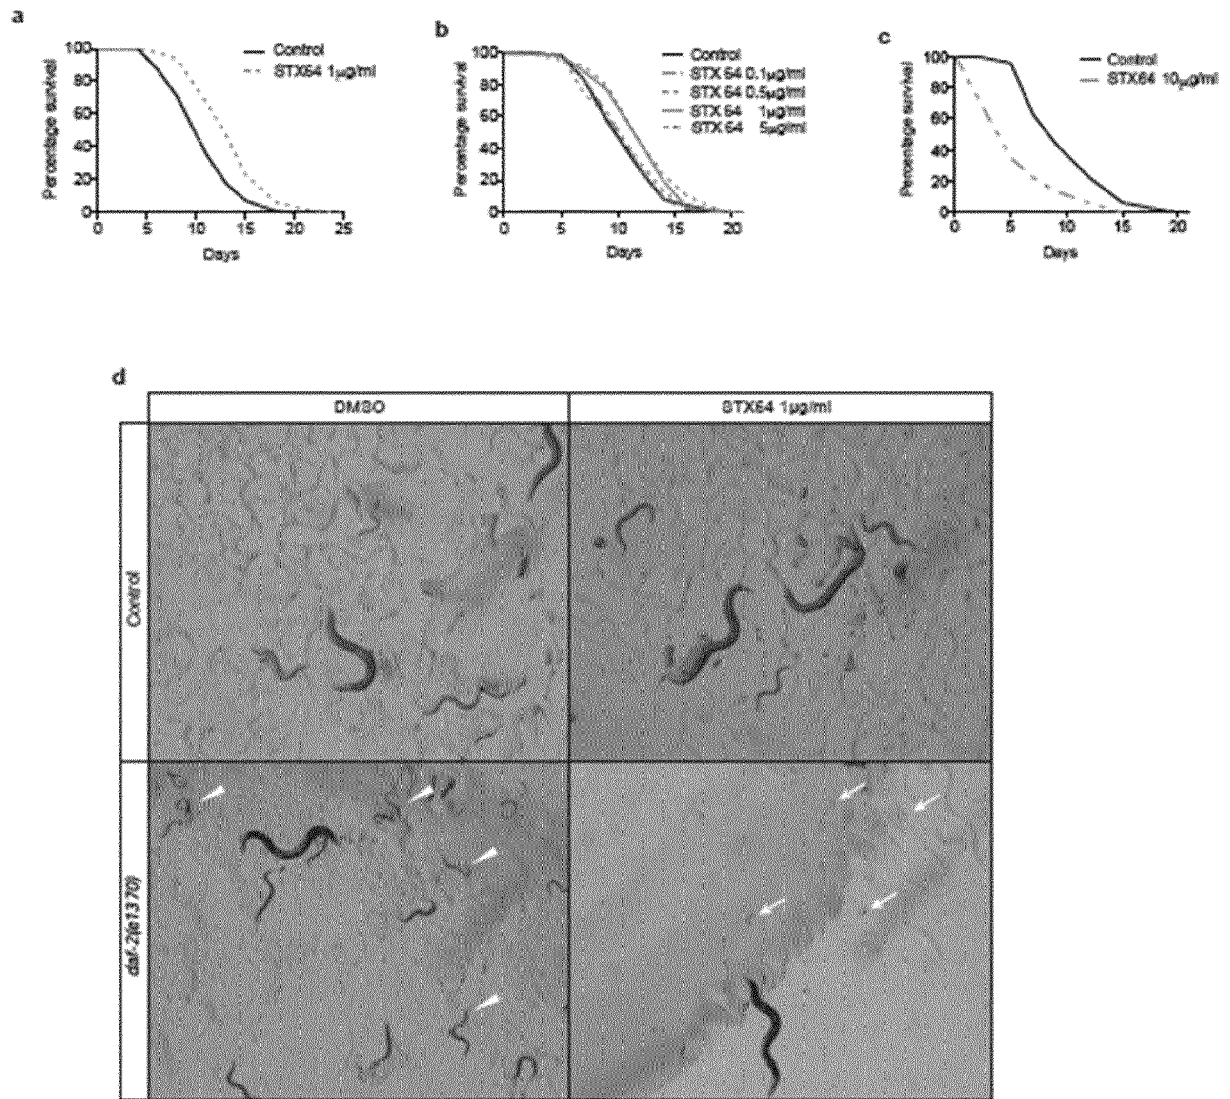 a
100
80
60
40
20
0
Percentage survival
0 5 10 15 20 25
Days
Control
STX64 1µg/ml
b
100
80
60
40
20
0
Percentage survival
0 5 10 15 20
Days
Control
STX 64 0.1µg/ml
STX 64 0.5µg/ml
STX 64 1µg/ml
STX 64 5µg/ml
c
100
80
60
40
20
0
Percentage survival
0 5 10 15 20
Days
Control
STX64 10µg/ml
d
DMSO
STX64 1µg/ml
Control
daf-2(e1370)